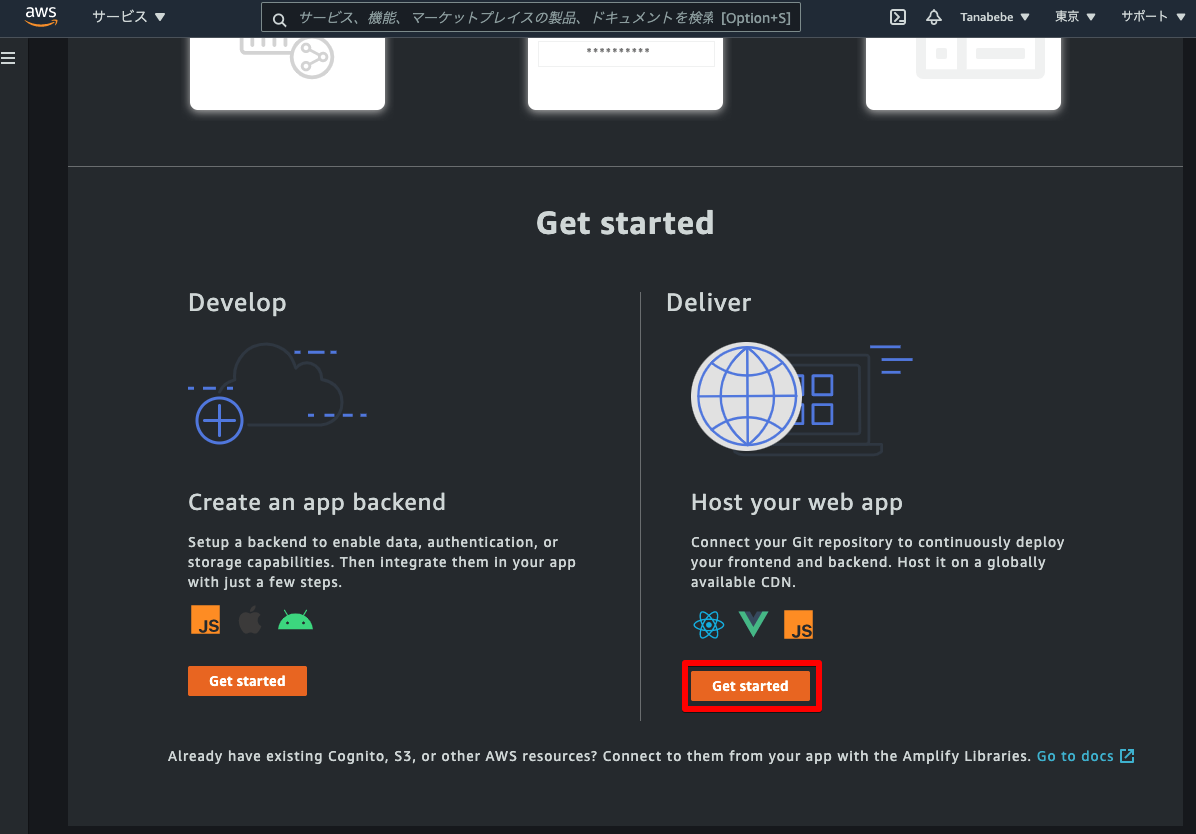 aws サービス ▼ サービス、機能、マーケットプレイスの製品、ドキュメントを検索 [Option+S] Tanabebe ▼ 東京 ▼ サポート ▼
**********
Get started
Develop
Create an app backend
Setup a backend to enable data, authentication, or
storage capabilities. Then integrate them in your app
with just a few steps.
JS
Get started
Deliver
Host your web app
Connect your Git repository to continuously deploy
your frontend and backend. Host it on a globally
available CDN.
JS
Get started
Already have existing Cognito, S3, or other AWS resources? Connect to them from your app with the Amplify Libraries. Go to docs